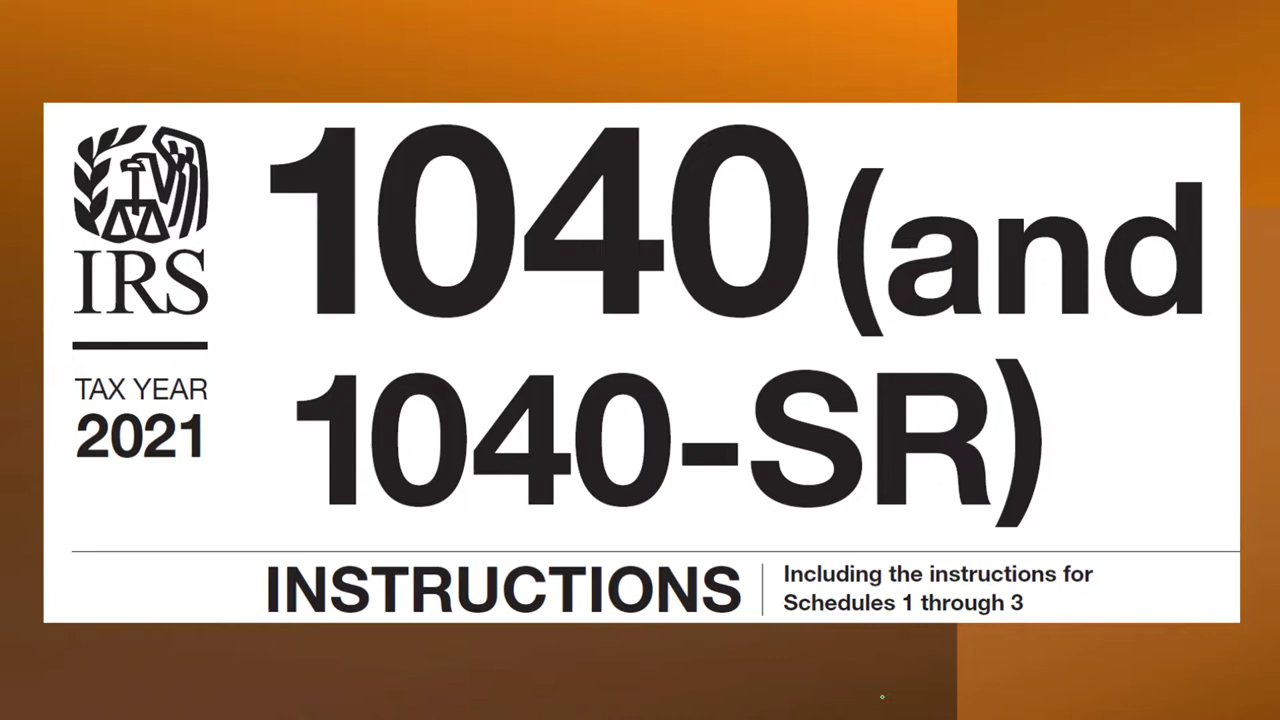 IRS
TAX YEAR
2021
1040 (and
1040-SR)
INSTRUCTIONS
Including the instructions for
Schedules 1 through 3